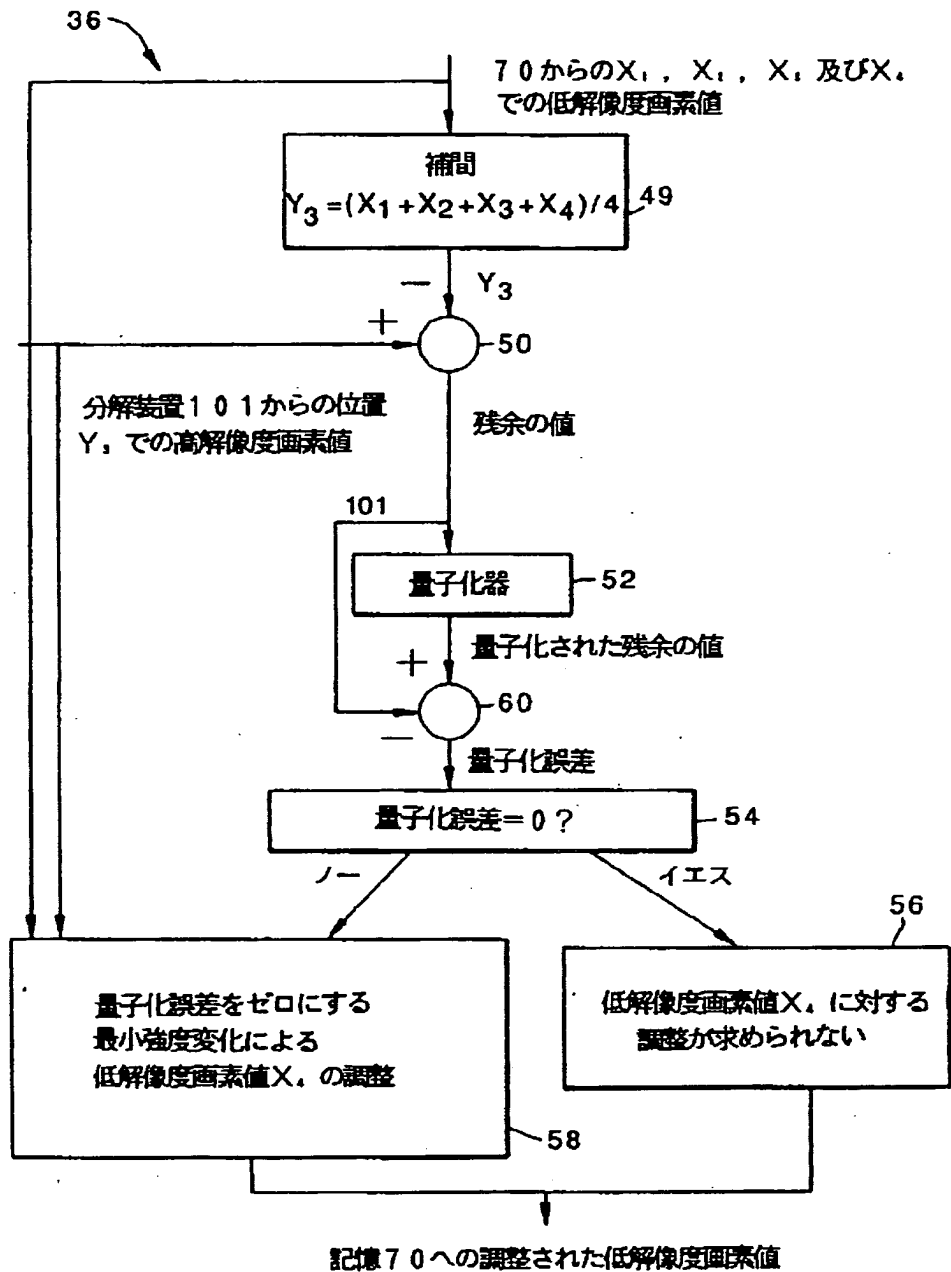 36
70からのX₁, X₂, X₃及びX₄
での低解像度画素値
補間
Y₃=(X₁+X₂+X₃+X₄)/4
49
− Y₃
+
50
分解装置101からの位置
Y₃での高解像度画素値
残余の値
101
量子化器
52
量子化された残余の値
+
60
−
量子化誤差
量子化誤差=0?
54
ノー
イエス
56
量子化誤差をゼロにする
最小強度変化による
低解像度画素値X₄の調整
58
低解像度画素値X₄に対する
調整が求められない
記憶70への調整された低解像度画素値